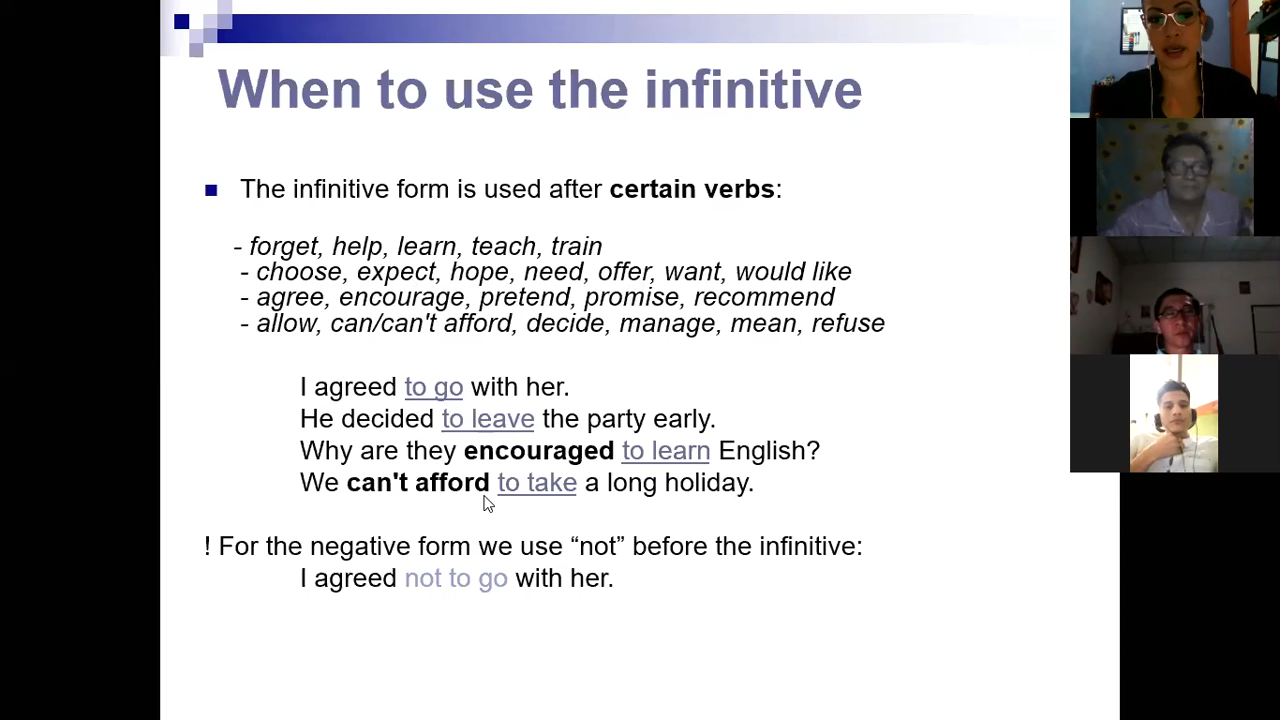 When to use the infinitive
The infinitive form is used after certain verbs:
- forget, help, learn, teach, train
- choose, expect, hope, need, offer, want, would like
- agree, encourage, pretend, promise, recommend
- allow, can/can't afford, decide, manage, mean, refuse
I agreed to go with her.
He decided to leave the party early.
Why are they encouraged to learn English?
We can't afford to take a long holiday.
! For the negative form we use “not” before the infinitive:
I agreed not to go with her.